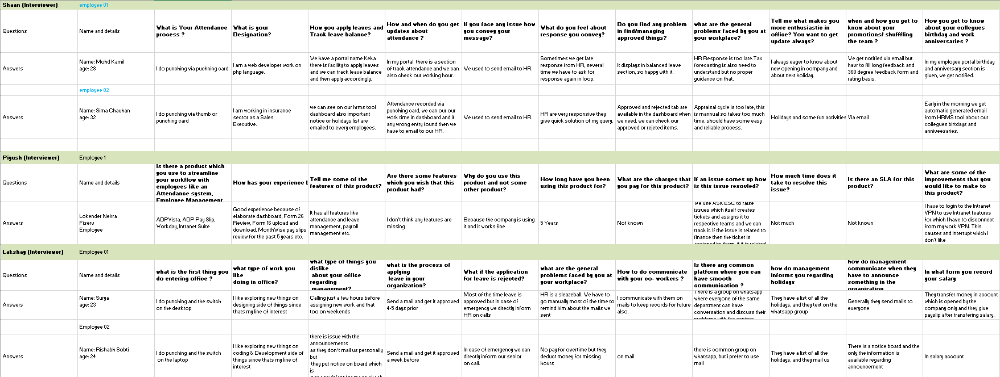 Shaan (Interviewer)
employee 01
Questions
Name and details
What is Your Attendance
process ?
What is your
Designation?
How you apply leaves and
Track leave balance?
How and when do you get
updates about
attendance ?
If you face any issue how
you convey your
message?
What do you feel about
response you convey?
Do you find any problem
in find/managing
approved things?
what are the general
problems faced by you at
your workplace?
Tell me what makes you
more enthusiastic in
office? You want to get
update always?
when and how you get to
know about your
promotions/ shufffling
the team ?
How you get to know
about your collegues
birthday and work
anniversaries ?
Answers
Name: Mohd Kamil
age: 28
I do punching via puchning card
I am a web developer work on
php language.
We have a portal name Keka
there is facility to apply leaves
and we can track leave balance
and then apply accordingly.
In my portal there is a section
of track attendance and we can
also check our working hour.
We used to send email to HR.
Sometimes we get late
response from HR, several
time we have to ask for
response again in loop.
It displays in balanced leave
section, so happy with it.
HR Response is too late.Tax
forecasting is also need to
understand but no proper
guidance on that.
I always eager to know about
new opening in company and
about next holiday.
We get notified via email but
havr to fill long feedback and
360 degree feedback form and
rating basis.
In my employee portal birthday
and anniversary section is
given, we get notified.
employee 02
Answers
Name: Sima Chauhan
age: 32
I do punching via thumb or
punching card
I am working in insurance
sector as a Sales
Executive.
we can see on our hrms tool
dashboard also important
notice or holidays list are
emailed to every employees.
Attendance recorded via
punching card, we can our our
work time in dashboard and if
any wrong entry found then we
have to email to our HR.
We used to send email to HR.
HR are very responsive they
give quick solution of my query.
Approved and rejected tab are
available in the dashboard when
we need, we can check our
approved or rejeted items.
Appraisal cycle is too late, this
is mannual so takes too much
time, should have some easy
and reliable process.
Holidays and some fun activities
Via email
Early in the morning we get
automatic generated email
from HRMS tool about our
collegues birtdays and
anniveesaries.
Piyush (Interviewer)
Employee 1
Questions
Name and details
Is there a product which
you use to streamline
your workflow with
employees like an
Attendance system,
Employee Management
How has your experience b
Tell me some of the
features of this product?
Are there some features
which you wish that this
product had?
Why do you use this
product and not some
other product?
How long have you been
using this product for?
What are the charges that
you pay for this product?
If an issue comes up how
is this issue resovled?
How much time does it
take to resolve this
issue?
Is there an SLA for this
product?
What are some of the
improvements that you
would like to make to
this product?
Answers
Lokender Nehra
Fiserv
Employee
ADPVista, ADP Pay Slip,
Workday, Intranet Suite
Good experience because of
elaborate dashboard, Form 26
Review, Form 16 upload and
download, MonthWise pay slips
review for the past 5 years etc.
It has all features like
attendance and leave
management, payroll
management etc.
I don't think any features are
missing
Because the company is using
it and it works fine
5 Years
Not known
we use ASK ESC to raise
issues which itself creates
tickets and assigns it to
respective teams and we can
track it. If the issue is related to
finance then the ticket is
assigned to them, if it is related
Not much
Not known
I have to login to the Intranet
VPN to use Intranet features
for which I have to disconnect
from my work VPN. This
causes and interrupt which I
don't like
Lakshay (Interviewer)
Employee 01
Questions
Name and details
what is the first thing you
do entering office ?
what type of work you
like
doing in office?
what type of things you
dislike
about your office
regarding
management?
what is the process of
applying
leave in your
organization?
What if the application
for leave is rejected?
what are the general
problems faced by you at
your workplace?
How to do communicate
with your co- workers ?
Is there any common
platform where you can
have smooth
communication ?
how do management
informs you regarding
holidays
how do management
communicate when they
have to announce
something in the
organization
In what form you record
your salary
Answers
Name: Surya
age: 23
I do punching and the switch
on the desktop
I like exploring new things on
designing side of things since
thats my line of interest
Calling just a few hours before
assigning new work and that
too on weekends
Send a mail and get it approved
4-5 days prior
Most of the time leave is
approved but in case of
emergency we directly inform
HR on calls
HR is a sleazeball. We have to
go manually most of the time to
remind him about the mails we
sent
I communicate with them on
mails to keep records for future
also.
There is a group on whatsapp
where everyone of the same
department can have
conversation and discuss their
problems with the seniors
They have a list of all the
holidays, and they text on the
whatsapp group
Generally they send mails to
everyone
They transfer money in account
which is opened by the
company only and they give
payslip after transfering salary.
Employee 02
Answers
Name: Rishabh Sobti
age: 24
I do punching and the switch
on the laptop
I like exploring new things on
coding & Development side of
things since thats my line of
interest
there is issue with the
announcements
as they don't mail us personally
but
they put notice on board which
is
Send a mail and get it approved
a week before
In case of emergency we can
directly inform our senior
on call.
No pay for overtime but they
deduct money for missing
hours
on mail
there is common group on
whatsapp, but i prefer to use
mail
They have a list of all the
holidays, and they mail us
There is a notice board and the
only the information is
available regarding
announcement
In salary account